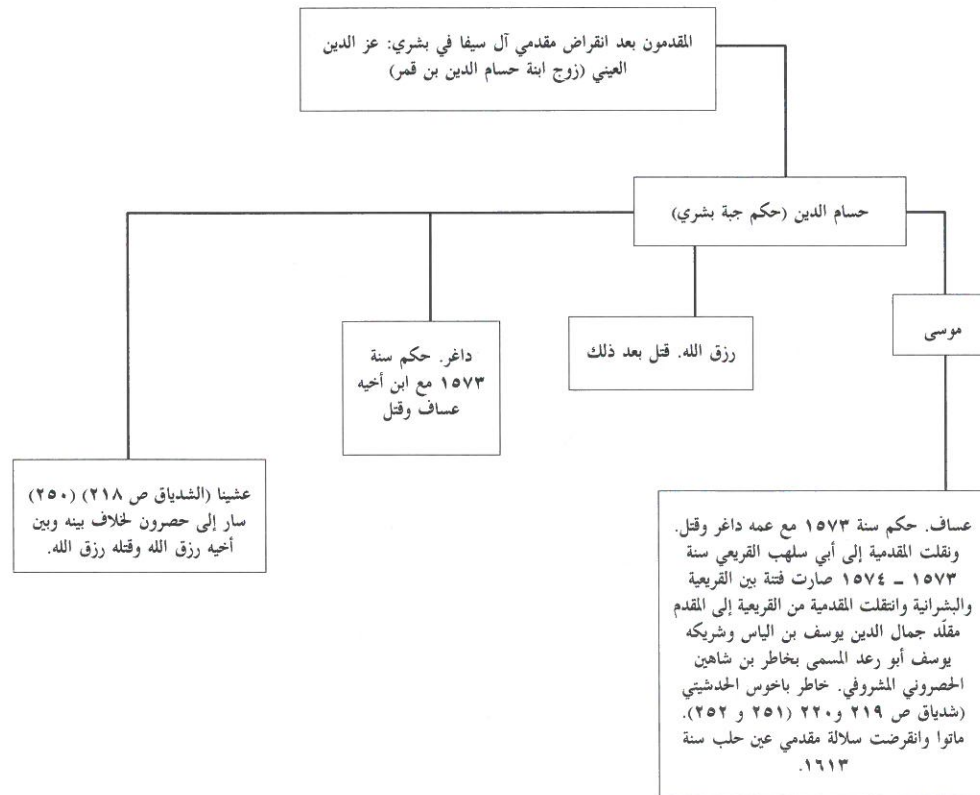 المقدمون بعد انقراض مقدمي آل سيفا في بشري: عز الدين
العيني (زوج ابنة حسام الدين بن قمر)
حسام الدين (حكم جبة بشري)
موسى
رزق الله. قتل بعد ذلك
داغر. حكم سنة
١٥٧٣ مع ابن أخيه
عساف وقتل
عشينا (الشدياق ص ٢١٨) (٢٥٠)
سار إلى حصرون لخلاف بينه وبين
أخيه رزق الله وقتله رزق الله.
عساف. حكم سنة ١٥٧٣ مع عمه داغر وقتل.
ونقلت المقدمية إلى أبي سلهب القريعي سنة
١٥٧٣ – ١٥٧٤ صارت فتنة بين القريعية
والبشرانية وانتقلت المقدمية من القريعية إلى المقدم
مقلّد جمال الدين يوسف بن الياس وشريكه
يوسف أبو رعد المسمى بخاطر بن شاهين
الحصروني المشروقي. خاطر باخوس الحدشيتي
(شدياق ص ٢١٩ و٢٢٠ (٢٥١ و ٢٥٢).
ماتوا وانقرضت سلالة مقدمي عين حلب سنة
١٦١٣.